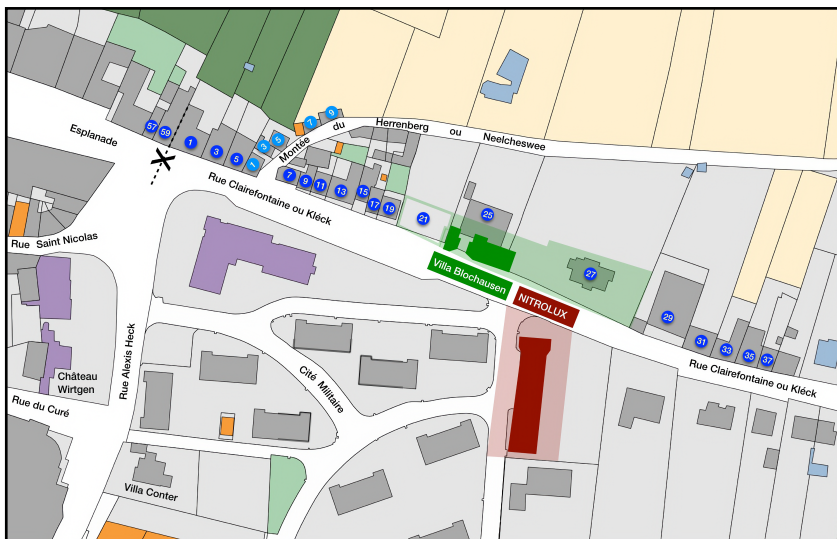 57
59
1
3
5
1
3
5
7
9
Esplanade
Montée du Herrenberg ou Neelcheswee
Rue Clairefontaine ou Kléck
7
9
11
13
15
17
19
21
25
27
29
31
33
35
37
X
Rue Saint Nicolas
Villa Blochausen
NITROLUX
Rue Clairefontaine ou Kléck
Rue Alexis Heck
Cité Militaire
Château
Wirtgen
Rue du Curé
Villa Conter